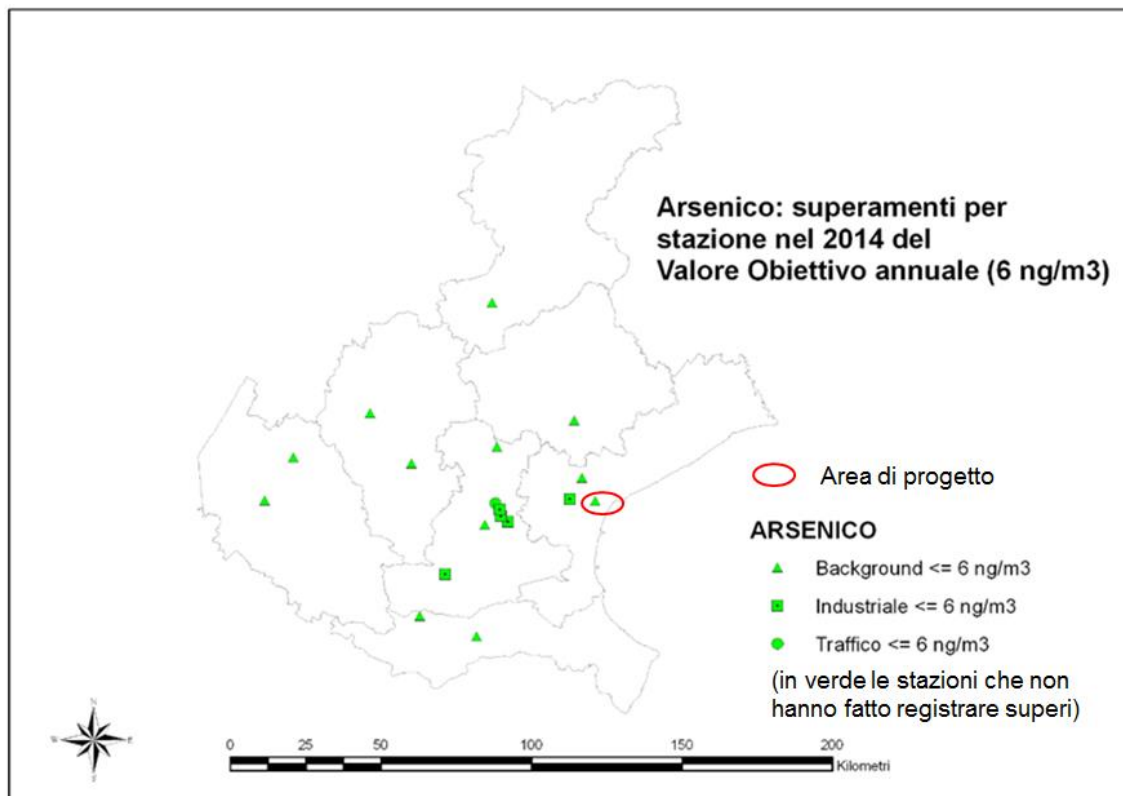 Arsenico: superamenti per
stazione nel 2014 del
Valore Obiettivo annuale (6 ng/m3)
Area di progetto
ARSENICO
Background <= 6 ng/m3
Industriale <= 6 ng/m3
Traffico <= 6 ng/m3
(in verde le stazioni che non
hanno fatto registrare superi)
N
W E
S
0 50 100 150 200
Kilometri